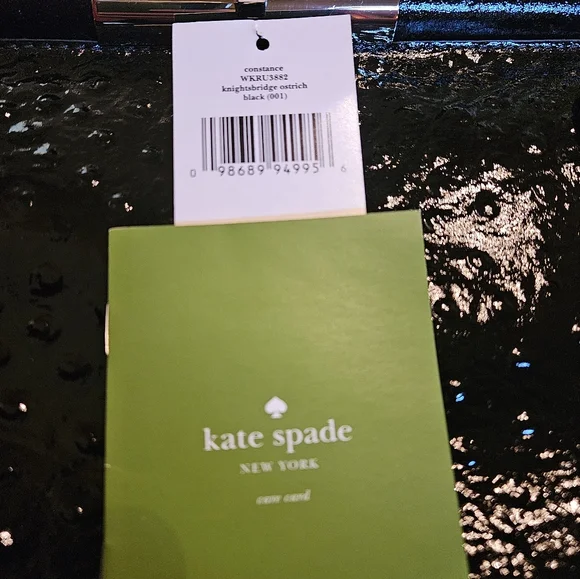 constance
WKRU3882
knightsbridge ostrich
black (001)
0 98689 94995 6
kate spade
NEW YORK
care card